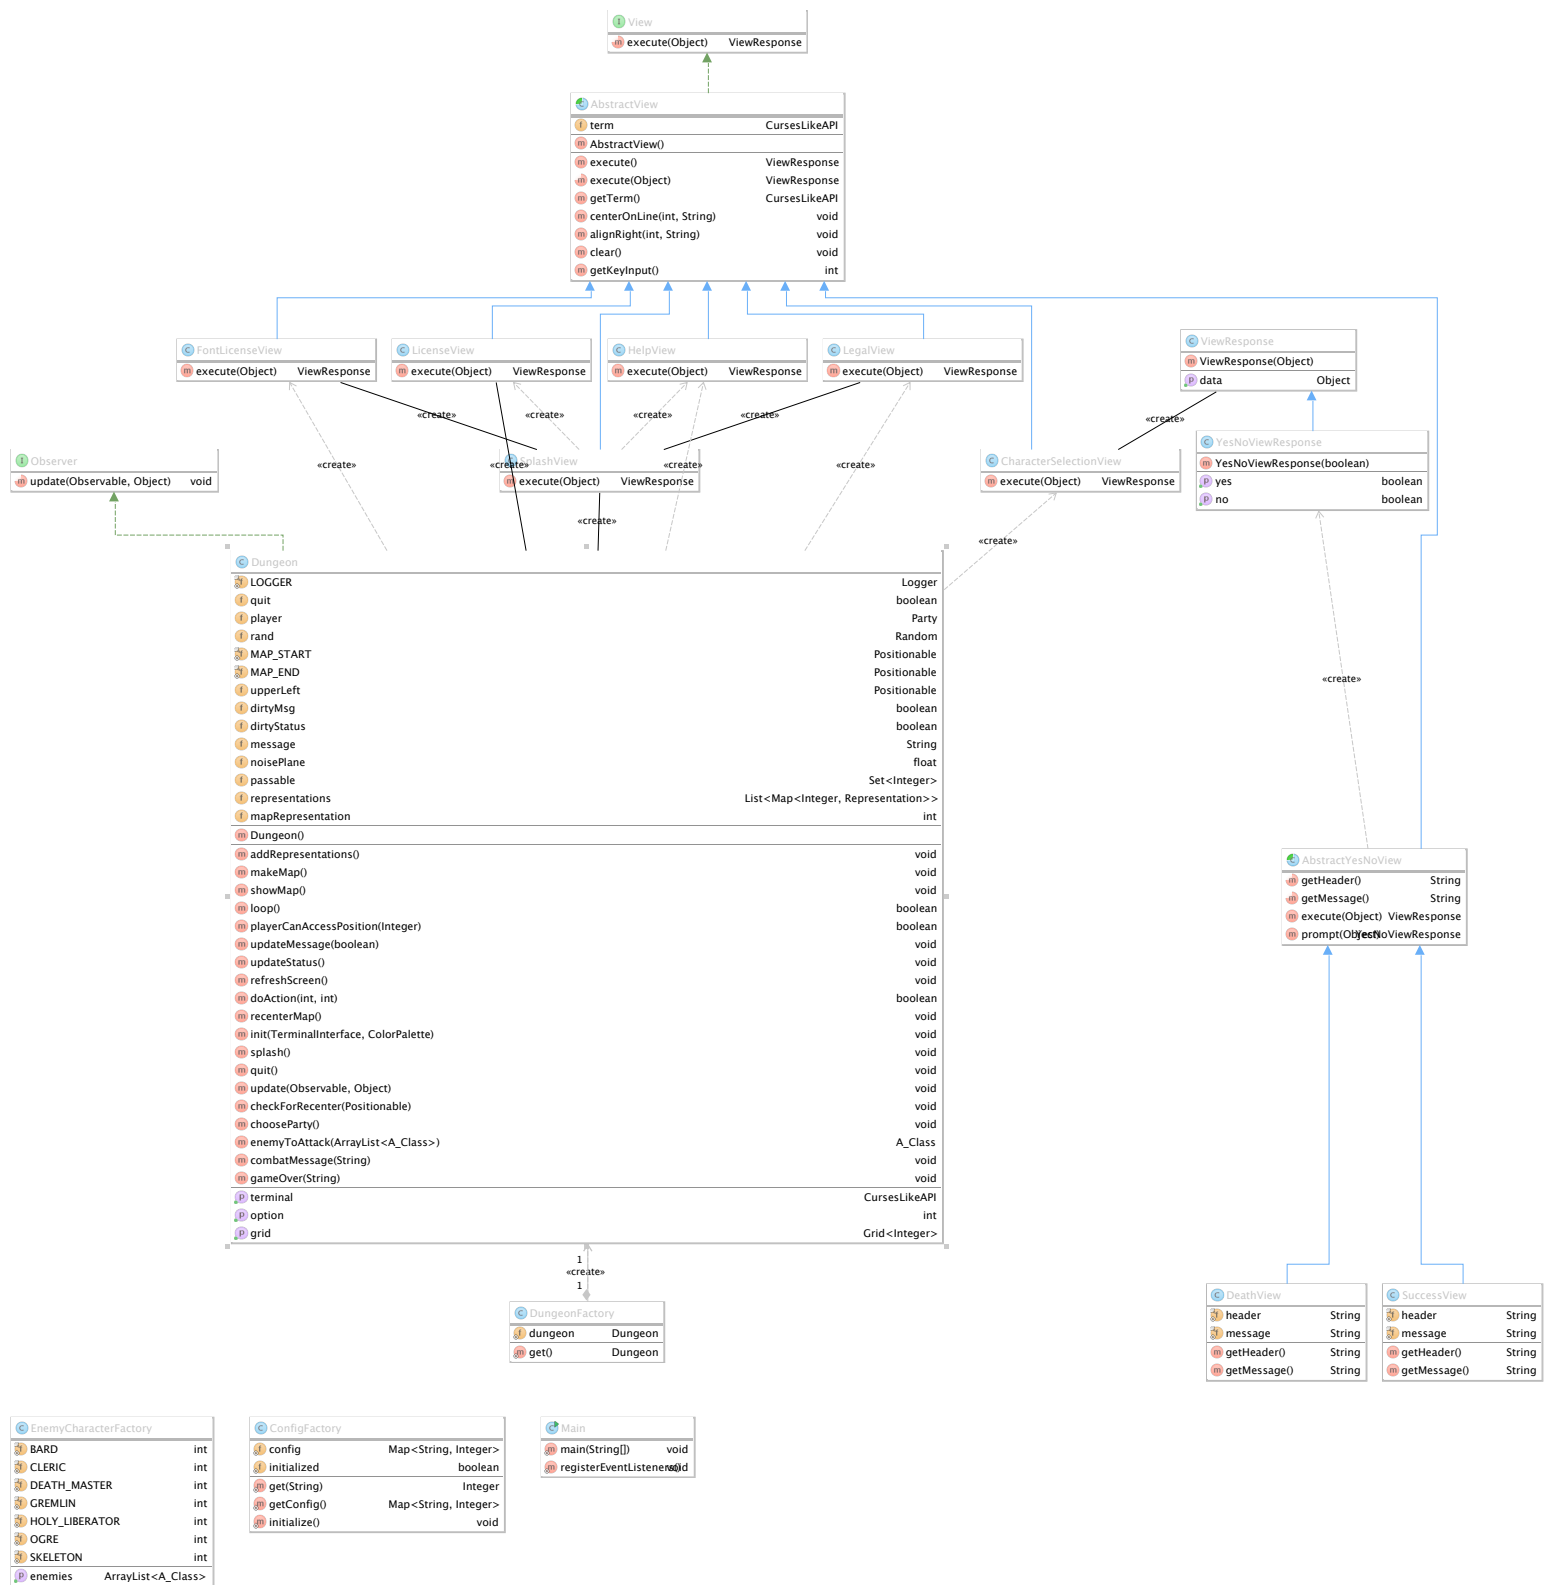 View
execute(Object) ViewResponse
AbstractView
term CursesLikeAPI
AbstractView()
execute() ViewResponse
execute(Object) ViewResponse
getTerm() CursesLikeAPI
centerOnLine(int, String) void
alignRight(int, String) void
clear() void
getKeyInput() int
FontLicenseView
execute(Object) ViewResponse
LicenseView
execute(Object) ViewResponse
HelpView
execute(Object) ViewResponse
LegalView
execute(Object) ViewResponse
ViewResponse
ViewResponse(Object)
data Object
«create»
«create»
«create»
«create»
«create»
YesNoViewResponse
YesNoViewResponse(boolean)
yes boolean
no boolean
Observer
update(Observable, Object) void
SplashView
execute(Object) ViewResponse
CharacterSelectionView
execute(Object) ViewResponse
«create»
«create»
«create»
«create»
«create»
«create»
«create»
Dungeon
LOGGER Logger
quit boolean
player Party
rand Random
MAP_START Positionable
MAP_END Positionable
upperLeft Positionable
dirtyMsg boolean
dirtyStatus boolean
message String
noisePlane float
passable Set<Integer>
representations List<Map<Integer, Representation>>
mapRepresentation int
Dungeon()
addRepresentations() void
makeMap() void
showMap() void
loop() boolean
playerCanAccessPosition(Integer) boolean
updateMessage(boolean) void
updateStatus() void
refreshScreen() void
doAction(int, int) boolean
recenterMap() void
init(TerminalInterface, ColorPalette) void
splash() void
quit() void
update(Observable, Object) void
checkForRecenter(Positionable) void
chooseParty() void
enemyToAttack(ArrayList<A_Class>) A_Class
combatMessage(String) void
gameOver(String) void
terminal CursesLikeAPI
option int
grid Grid<Integer>
AbstractYesNoView
getHeader() String
getMessage() String
execute(Object) ViewResponse
prompt(Object) YesNoViewResponse
1
«create»
1
DungeonFactory
dungeon Dungeon
get() Dungeon
DeathView
header String
message String
getHeader() String
getMessage() String
SuccessView
header String
message String
getHeader() String
getMessage() String
EnemyCharacterFactory
BARD int
CLERIC int
DEATH_MASTER int
GREMLIN int
HOLY_LIBERATOR int
OGRE int
SKELETON int
enemies ArrayList<A_Class>
ConfigFactory
config Map<String, Integer>
initialized boolean
get(String) Integer
getConfig() Map<String, Integer>
initialize() void
Main
main(String[]) void
registerEventListeners() void